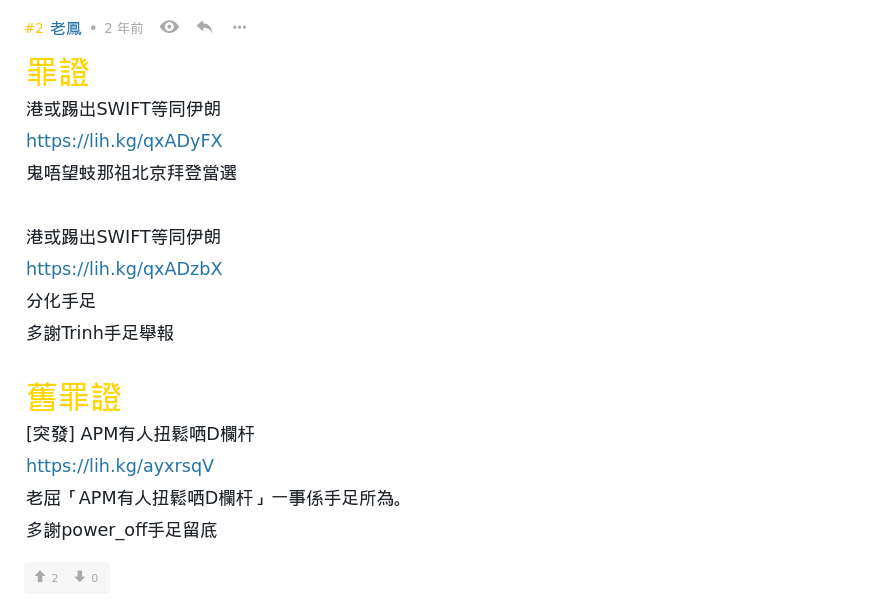 #2 老鳳 • 2 年前
罪證
港或踢出SWIFT等同伊朗
https://lih.kg/qxADyFX
鬼唔望蚑那祖北京拜登當選
港或踢出SWIFT等同伊朗
https://lih.kg/qxADzbX
分化手足
多謝Trinh手足舉報
舊罪證
[突發] APM有人扭鬆哂D欄杆
https://lih.kg/ayxrsqV
老屈「APM有人扭鬆哂D欄杆」一事係手足所為。
多謝power_off手足留底
2 0